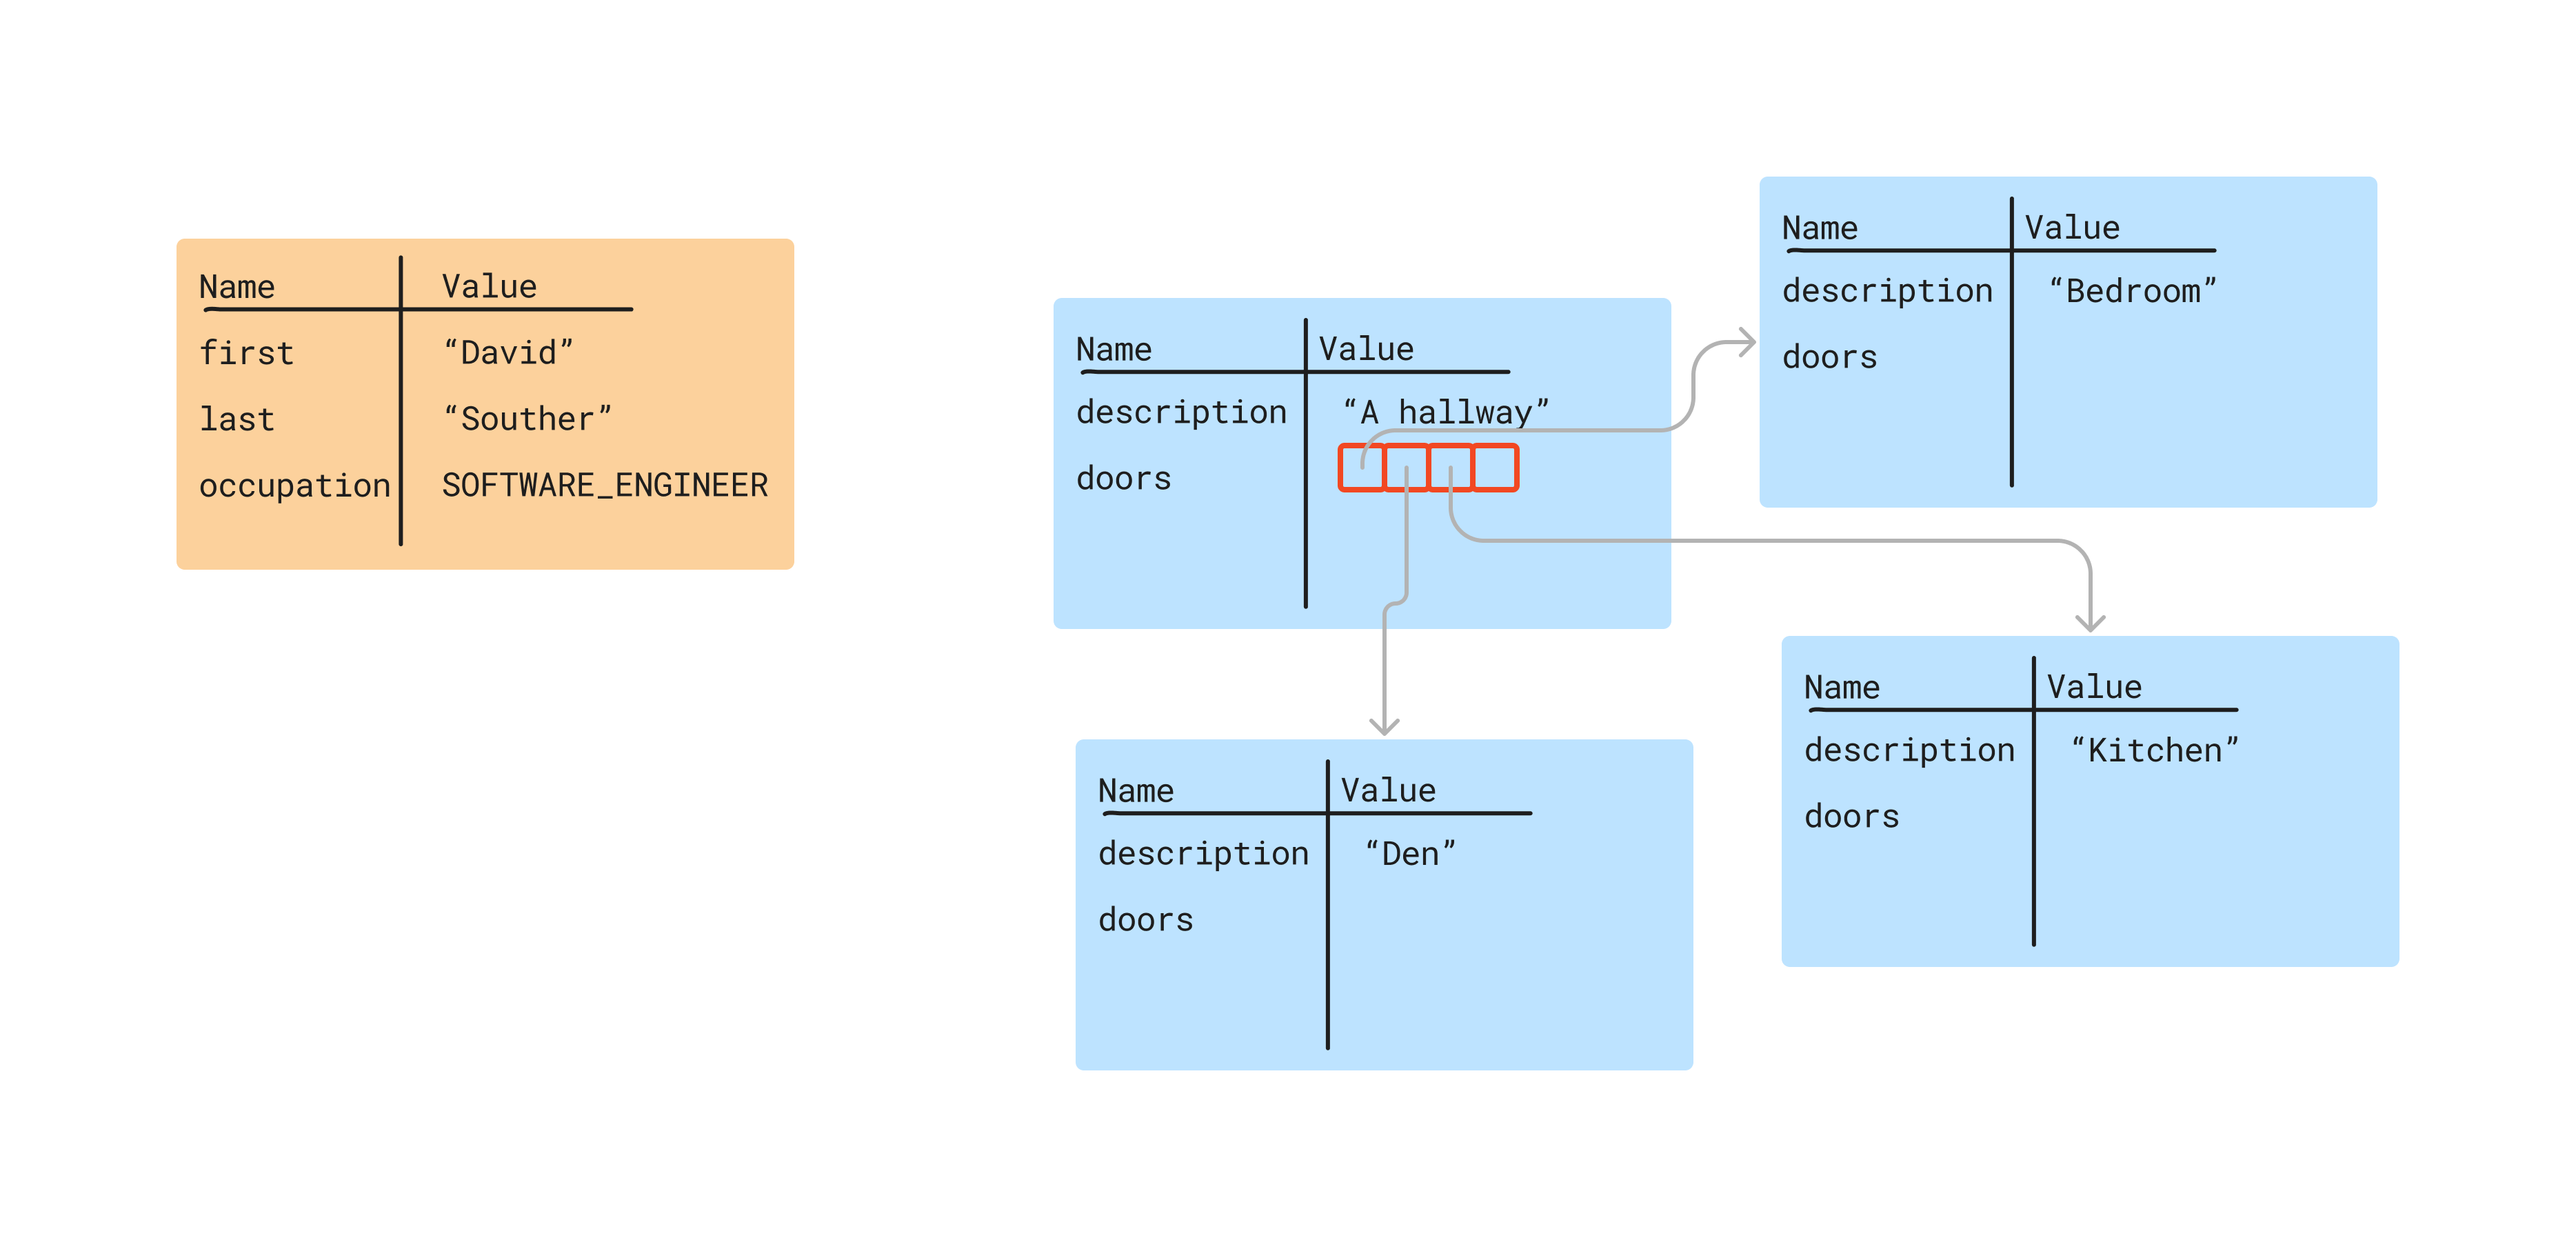 Name Value
first “David”
last “Souther”
occupation SOFTWARE_ENGINEER
Name Value
description “A hallway”
doors
Name Value
description “Bedroom”
doors
Name Value
description “Den”
doors
Name Value
description “Kitchen”
doors